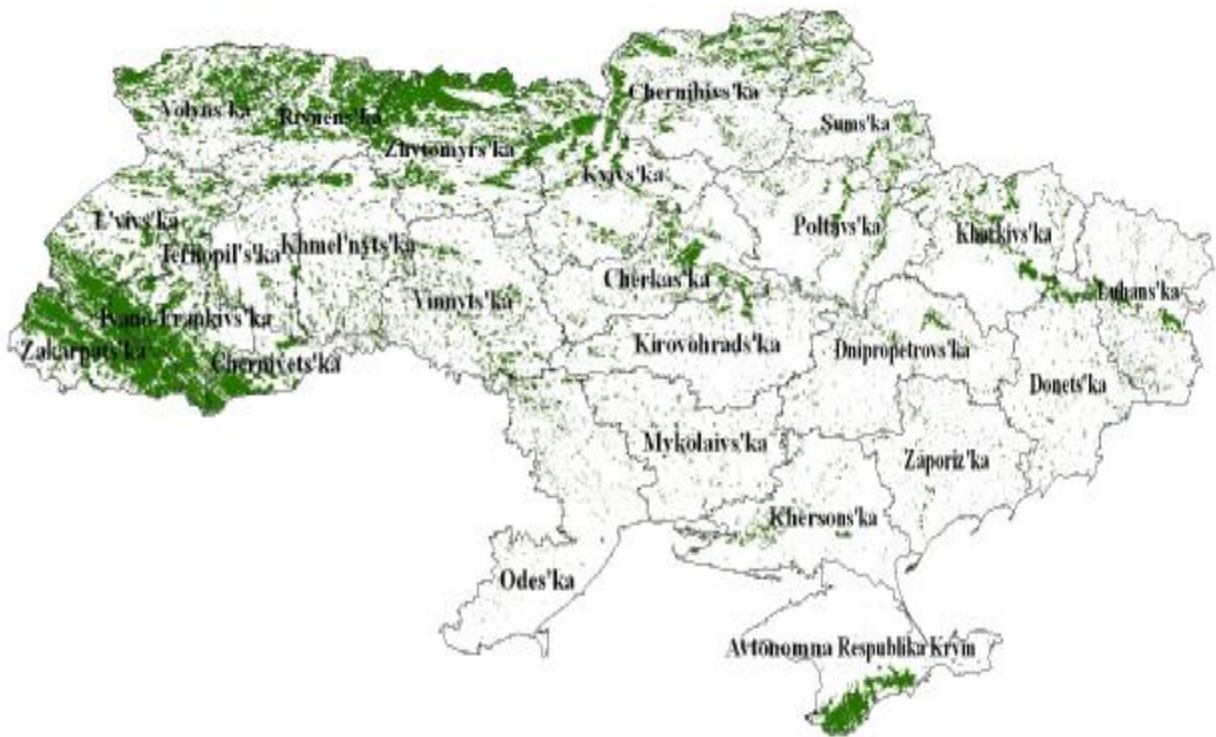 Volyns'ka
Rivnens'ka
Zhytomyrs'ka
Chernihivs'ka
Sums'ka
Kyivs'ka
L'vivs'ka
Ternopil's'ka
Khmel'nyts'ka
Poltavs'ka
Kharkivs'ka
Cherkas'ka
Vinnyts'ka
Luhans'ka
Ivano-Frankivs'ka
Zakarpats'ka
Chernivets'ka
Kirovohrads'ka
Dnipropetrovs'ka
Donets'ka
Mykolaivs'ka
Zaporiz'ka
Khersons'ka
Odes'ka
Avtonomna Respublika Krym